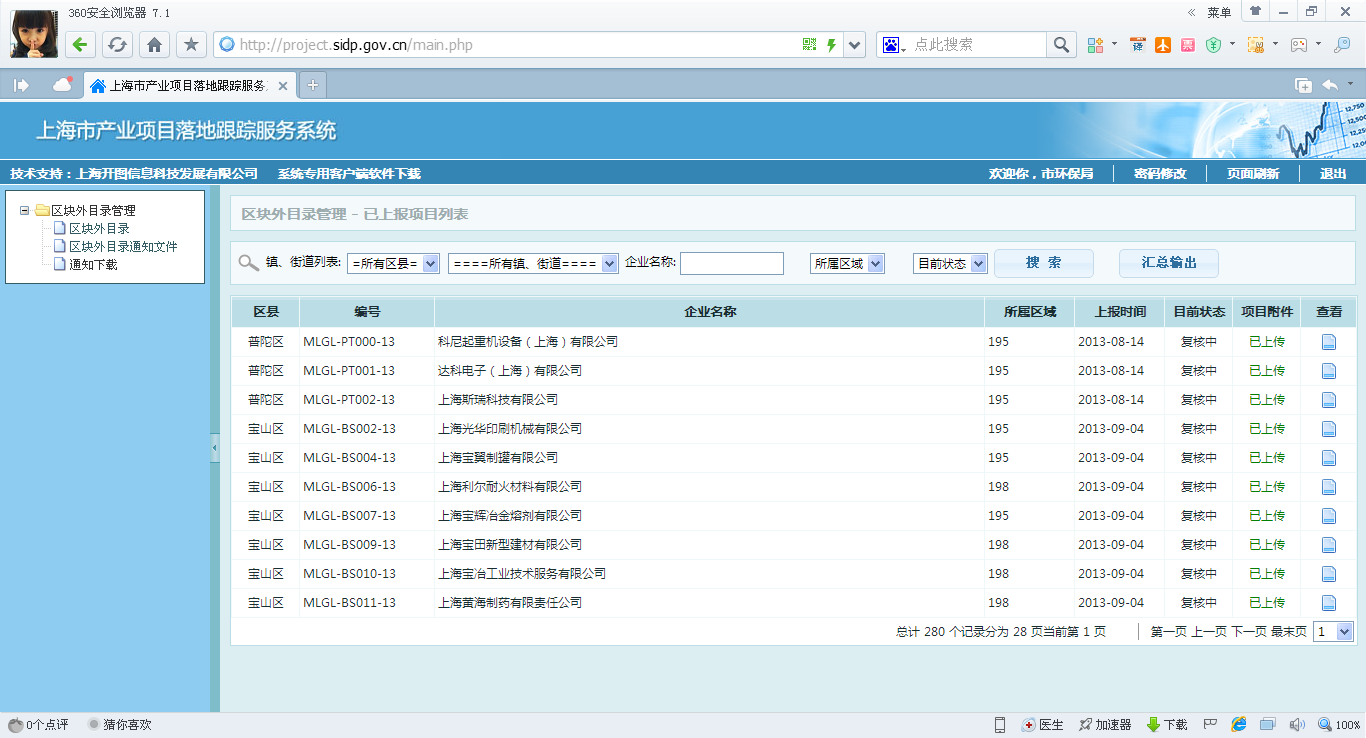 360安全浏览器 7.1
« 菜单
http://project.sidp.gov.cn/main.php
点此搜索
译
票
上海市产业项目落地跟踪服务
上海市产业项目落地跟踪服务系统
12,750
12,500
技术支持：上海开图信息科技发展有限公司 系统专用客户端软件下载 欢迎你，市环保局 密码修改 页面刷新 退出
区块外目录管理
区块外目录
区块外目录通知文件
通知下载
区块外目录管理 - 已上报项目列表
镇、街道列表: =所有区县= ====所有镇、街道==== 企业名称: 所属区域 目前状态 搜 索 汇总输出
区县 编号 企业名称 所属区域 上报时间 目前状态 项目附件 查看
普陀区 MLGL-PT000-13 科尼起重机设备（上海）有限公司 195 2013-08-14 复核中 已上传
普陀区 MLGL-PT001-13 达科电子（上海）有限公司 195 2013-08-14 复核中 已上传
普陀区 MLGL-PT002-13 上海斯瑞科技有限公司 195 2013-08-14 复核中 已上传
宝山区 MLGL-BS002-13 上海光华印刷机械有限公司 195 2013-09-04 复核中 已上传
宝山区 MLGL-BS004-13 上海宝翼制罐有限公司 195 2013-09-04 复核中 已上传
宝山区 MLGL-BS006-13 上海利尔耐火材料有限公司 198 2013-09-04 复核中 已上传
宝山区 MLGL-BS007-13 上海宝辉冶金熔剂有限公司 195 2013-09-04 复核中 已上传
宝山区 MLGL-BS009-13 上海宝田新型建材有限公司 198 2013-09-04 复核中 已上传
宝山区 MLGL-BS010-13 上海宝冶工业技术服务有限公司 198 2013-09-04 复核中 已上传
宝山区 MLGL-BS011-13 上海黄海制药有限责任公司 198 2013-09-04 复核中 已上传
总计 280 个记录分为 28 页当前第 1 页 第一页 上一页 下一页 最末页 1
0个点评 猜你喜欢 医生 加速器 下载 100%